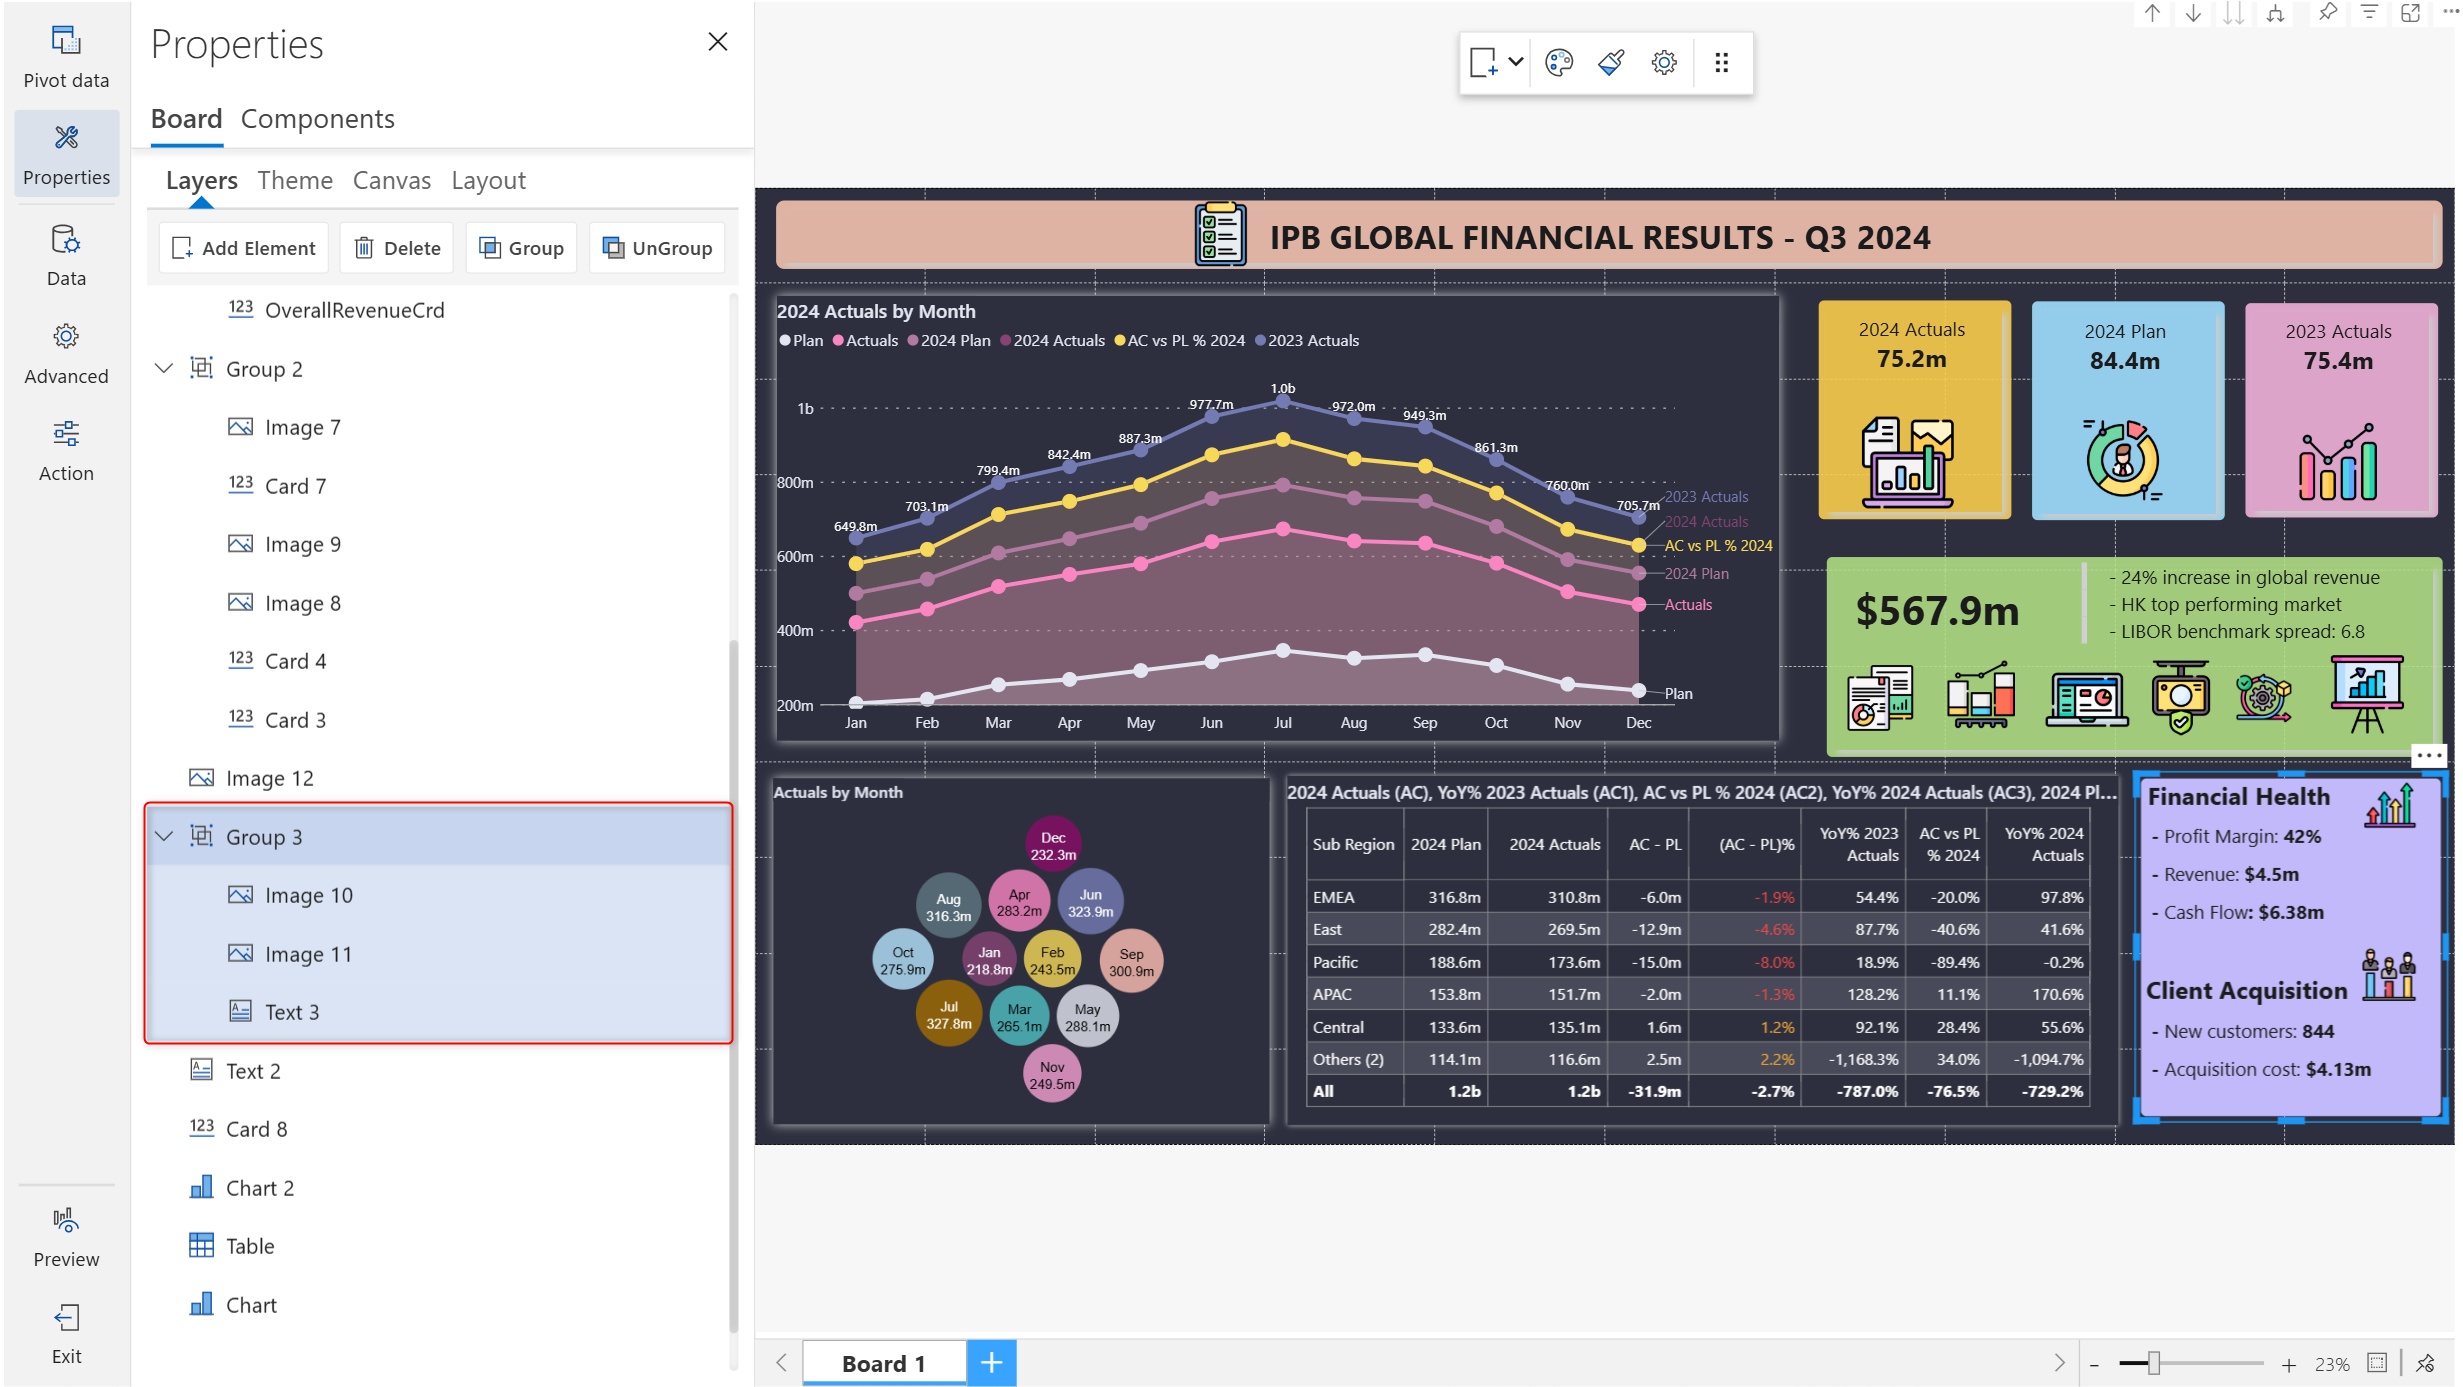 Pivot data
Properties
Data
Advanced
Action
Preview
Exit
Properties
Board Components
Layers Theme Canvas Layout
Add Element Delete Group UnGroup
123 OverallRevenueCrd
Group 2
Image 7
123 Card 7
Image 9
Image 8
123 Card 4
123 Card 3
Image 12
Group 3
Image 10
Image 11
Text 3
Text 2
123 Card 8
Chart 2
Table
Chart
IPB GLOBAL FINANCIAL RESULTS - Q3 2024
2024 Actuals by Month
Plan Actuals 2024 Plan 2024 Actuals AC vs PL % 2024 2023 Actuals
1b
800m
600m
400m
200m
649.8m 703.1m 799.4m 842.4m 887.3m 977.7m 1.0b 972.0m 949.3m 861.3m 760.0m 705.7m
2023 Actuals
2024 Actuals
AC vs PL % 2024
2024 Plan
Actuals
Plan
Jan Feb Mar Apr May Jun Jul Aug Sep Oct Nov Dec
2024 Actuals
75.2m
2024 Plan
84.4m
2023 Actuals
75.4m
$567.9m
- 24% increase in global revenue
- HK top performing market
- LIBOR benchmark spread: 6.8
Actuals by Month
Dec
232.3m
Aug
316.3m
Apr
283.2m
Jun
323.9m
Oct
275.9m
Jan
218.8m
Feb
243.5m
Sep
300.9m
Jul
327.8m
Mar
265.1m
May
288.1m
Nov
249.5m
2024 Actuals (AC), YoY% 2023 Actuals (AC1), AC vs PL % 2024 (AC2), YoY% 2024 Actuals (AC3), 2024 Pl...
Sub Region 2024 Plan 2024 Actuals AC - PL (AC - PL)% YoY% 2023 Actuals AC vs PL % 2024 YoY% 2024 Actuals
EMEA 316.8m 310.8m -6.0m -1.9% 54.4% -20.0% 97.8%
East 282.4m 269.5m -12.9m -4.6% 87.7% -40.6% 41.6%
Pacific 188.6m 173.6m -15.0m -8.0% 18.9% -89.4% -0.2%
APAC 153.8m 151.7m -2.0m -1.3% 128.2% 11.1% 170.6%
Central 133.6m 135.1m 1.6m 1.2% 92.1% 28.4% 55.6%
Others (2) 114.1m 116.6m 2.5m 2.2% -1,168.3% 34.0% -1,094.7%
All 1.2b 1.2b -31.9m -2.7% -787.0% -76.5% -729.2%
Financial Health
- Profit Margin: 42%
- Revenue: $4.5m
- Cash Flow: $6.38m
Client Acquisition
- New customers: 844
- Acquisition cost: $4.13m
Board 1
23%